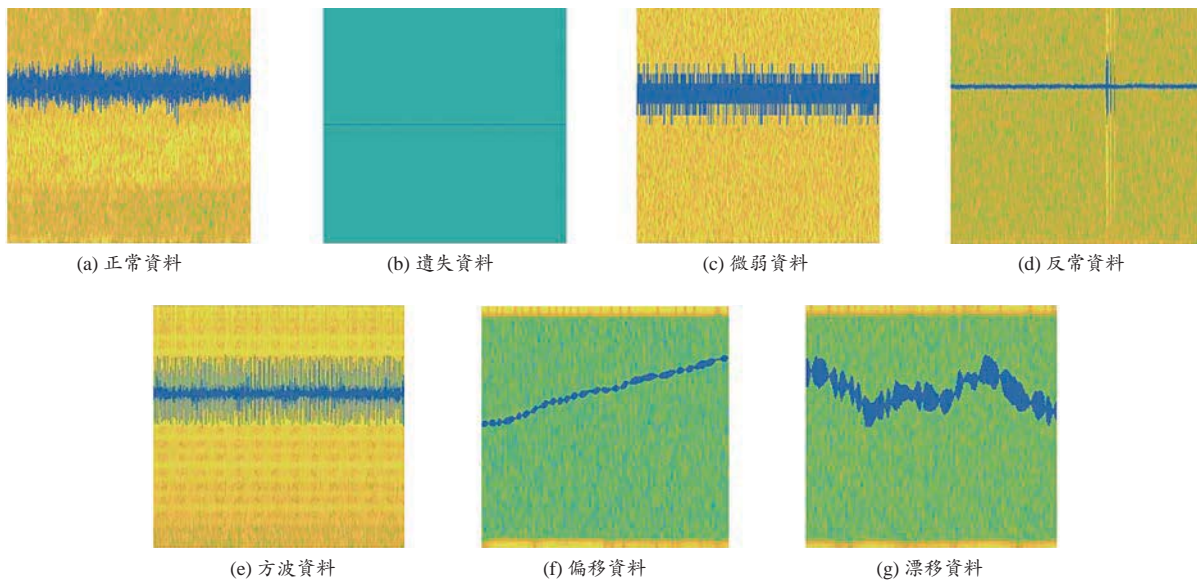 (a) 正常資料
(b) 遺失資料
(c) 微弱資料
(d) 反常資料
(e) 方波資料
(f) 偏移資料
(g) 漂移資料